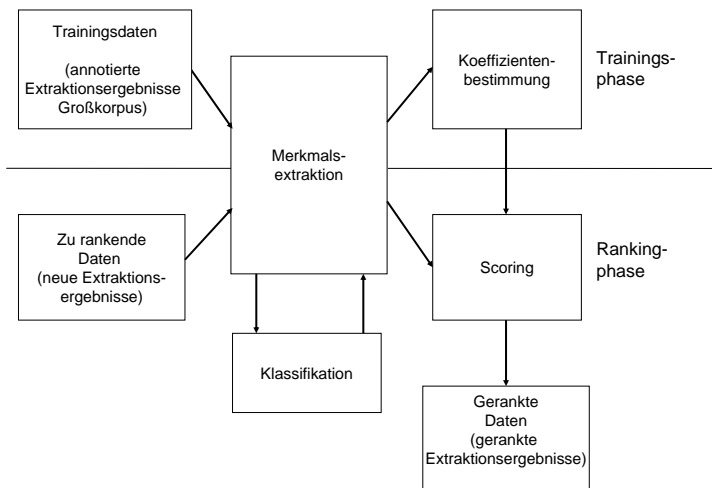 Trainingsdaten
(annotierte
Extraktionsergebnisse
Großkorpus)
Merkmals-
extraktion
Koeffizienten-
bestimmung
Trainings-
phase
Zu rankende
Daten
(neue Extraktions-
ergebnisse)
Scoring
Ranking-
phase
Klassifikation
Gerankte
Daten
(gerankte
Extraktionsergebnisse)